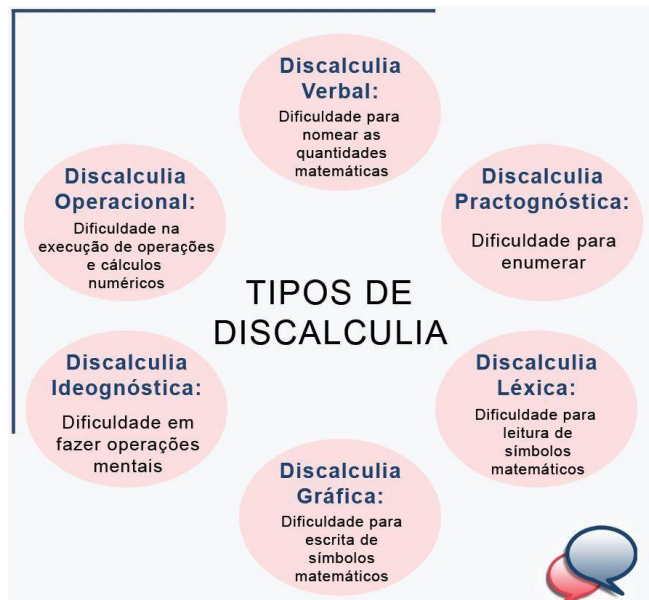 Discalculia
Verbal:
Dificuldade para
nomear as
quantidades
matemáticas
Discalculia
Operacional:
Dificuldade na
execução de operações
e cálculos
numéricos
Discalculia
Practognóstica:
Dificuldade para
enumerar
TIPOS DE
DISCALCULIA
Discalculia
Ideognóstica:
Dificuldade em
fazer operações
mentais
Discalculia
Léxica:
Dificuldade para
leitura de
símbolos
matemáticos
Discalculia
Gráfica:
Dificuldade para
escrita de
símbolos
matemáticos